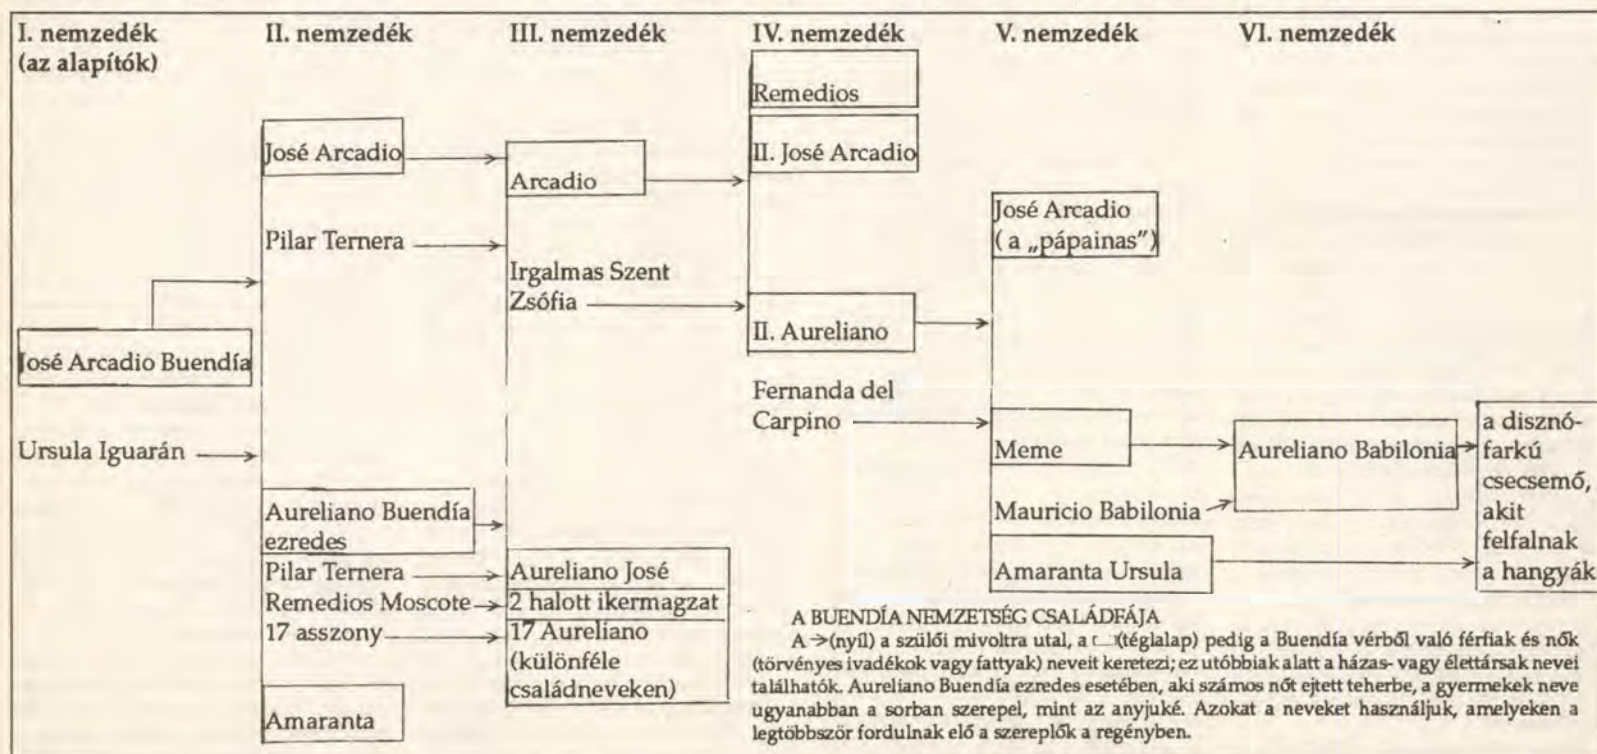 I. nemzedék
(az alapítók)
II. nemzedék
III. nemzedék
IV. nemzedék
V. nemzedék
VI. nemzedék
José Arcadio Buendía
Ursula Iguarán
José Arcadio
Pilar Ternera
Aureliano Buendía
ezredes
Pilar Ternera
Remedios Moscote
17 asszony
Amaranta
Arcadio
Irgalmas Szent
Zsófia
Aureliano José
2 halott ikermagzat
17 Aureliano
(különféle
családneveken)
Remedios
II. José Arcadio
II. Aureliano
Fernanda del
Carpino
José Arcadio
( a „pápainas”)
Meme
Mauricio Babilonia
Amaranta Ursula
Aureliano Babilonia
a disznó-
farkú
csecsemő,
akit
felfalnak
a hangyák
A BUENDÍA NEMZETSÉG CSALÁDFÁJA
A →(nyíl) a szülői mivoltra utal, a □(téglalap) pedig a Buendía vérből való férfiak és nők
(törvényes ivadékok vagy fattyak) neveit keretezi; ez utóbbiak alatt a házas- vagy élettársak nevei
találhatók. Aureliano Buendía ezredes esetében, aki számos nőt ejtett teherbe, a gyermekek neve
ugyanabban a sorban szerepel, mint az anyjuké. Azokat a neveket használjuk, amelyeken a
legtöbbször fordulnak elő a szereplők a regényben.